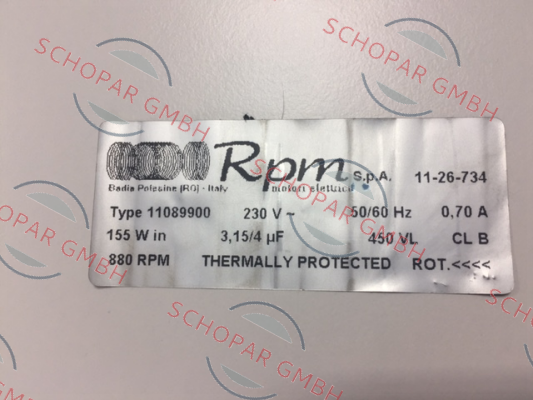 SCHOPAR GMBH
SCHOPAR GMBH
Rpm S.p.A. 11-26-734
Badia Polesine (RO) - Italy motori elettrici
Type 11089900 230 V ~ 50/60 Hz 0,70 A
155 W in 3,15/4 µF 450 VL CL B
880 RPM THERMALLY PROTECTED ROT.<<<<
SCHOPAR GMBH
SCHOPAR GMBH